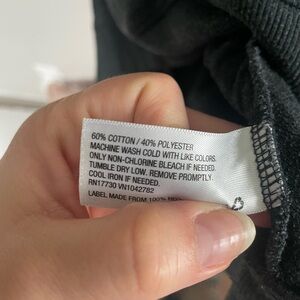 60% COTTON / 40% POLYESTER
MACHINE WASH COLD WITH LIKE COLORS.
ONLY NON-CHLORINE BLEACH IF NEEDED.
TUMBLE DRY LOW. REMOVE PROMPTLY.
COOL IRON IF NEEDED.
RN17730 VN1042782
LABEL MADE FROM 100%